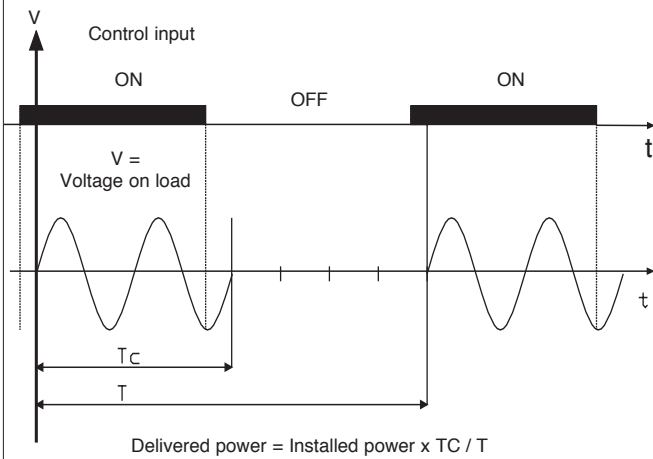 V
Control input
ON
ON
OFF
t
V =
Voltage on load
t
Tc
T
Delivered power = Installed power x TC / T